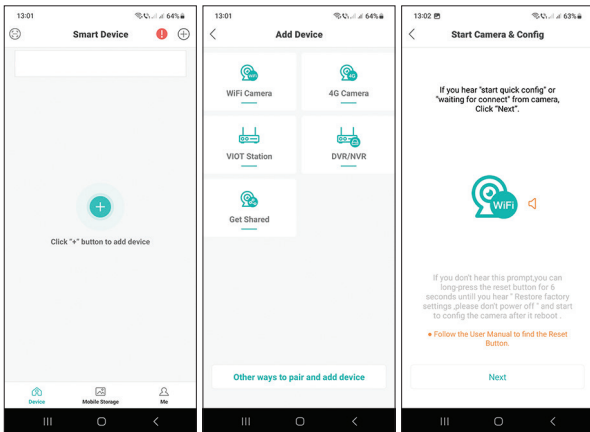 13:01
64%
Smart Device
Click "+" button to add device
Device
Mobile Storage
Me
13:01
64%
Add Device
WiFi
WiFi Camera
4G
4G Camera
VIOT Station
DVR/NVR
Get Shared
Other ways to pair and add device
13:02
63%
Start Camera & Config
If you hear "start quick config" or
"waiting for connect" from camera,
Click "Next".
WiFi
If you don't hear this prompt,you can
long-press the reset button for 6
seconds untill you hear " Restore factory
settings ,please don't power off " and start
to config the camera after it reboot .
• Follow the User Manual to find the Reset
Button.
Next